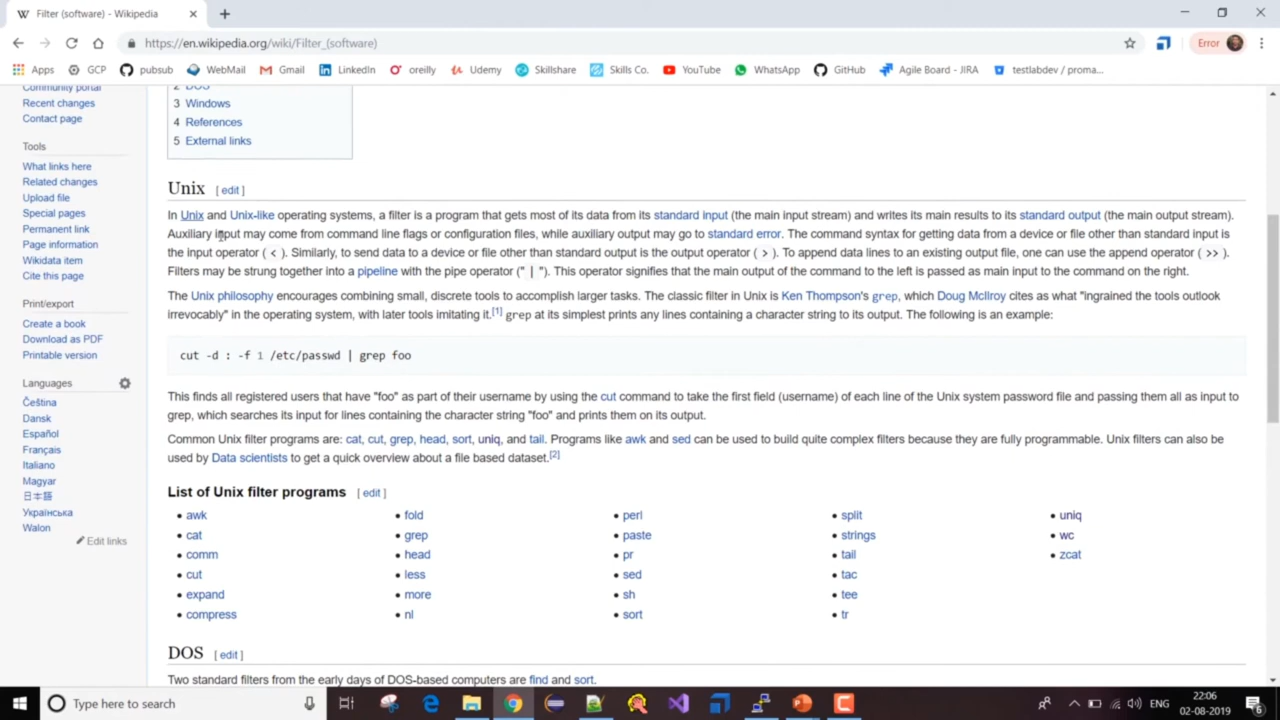 Filter (software) - Wikipedia
https://en.wikipedia.org/wiki/Filter_(software)
Error
Apps GCP pubsub WebMail Gmail LinkedIn oreilly Udemy Skillshare Skills Co. YouTube WhatsApp GitHub Agile Board - JIRA testlabdev / proma...
Community portal
Recent changes
Contact page
Tools
What links here
Related changes
Upload file
Special pages
Permanent link
Page information
Wikidata item
Cite this page
Print/export
Create a book
Download as PDF
Printable version
Languages
Čeština
Dansk
Español
Français
Italiano
Magyar
日本語
Українська
Walon
Edit links
2 DOS
3 Windows
4 References
5 External links
Unix [ edit ]
In Unix and Unix-like operating systems, a filter is a program that gets most of its data from its standard input (the main input stream) and writes its main results to its standard output (the main output stream).
Auxiliary input may come from command line flags or configuration files, while auxiliary output may go to standard error. The command syntax for getting data from a device or file other than standard input is
the input operator ( < ). Similarly, to send data to a device or file other than standard output is the output operator ( > ). To append data lines to an existing output file, one can use the append operator ( >> ).
Filters may be strung together into a pipeline with the pipe operator (" | "). This operator signifies that the main output of the command to the left is passed as main input to the command on the right.
The Unix philosophy encourages combining small, discrete tools to accomplish larger tasks. The classic filter in Unix is Ken Thompson's grep, which Doug McIlroy cites as what "ingrained the tools outlook
irrevocably" in the operating system, with later tools imitating it.[1] grep at its simplest prints any lines containing a character string to its output. The following is an example:
cut -d : -f 1 /etc/passwd | grep foo
This finds all registered users that have "foo" as part of their username by using the cut command to take the first field (username) of each line of the Unix system password file and passing them all as input to
grep, which searches its input for lines containing the character string "foo" and prints them on its output.
Common Unix filter programs are: cat, cut, grep, head, sort, uniq, and tail. Programs like awk and sed can be used to build quite complex filters because they are fully programmable. Unix filters can also be
used by Data scientists to get a quick overview about a file based dataset.[2]
List of Unix filter programs [ edit ]
awk
cat
comm
cut
expand
compress
fold
grep
head
less
more
nl
perl
paste
pr
sed
sh
sort
split
strings
tail
tac
tee
tr
uniq
wc
zcat
DOS [ edit ]
Two standard filters from the early days of DOS-based computers are find and sort.
Type here to search
ENG
22:06
02-08-2019
6